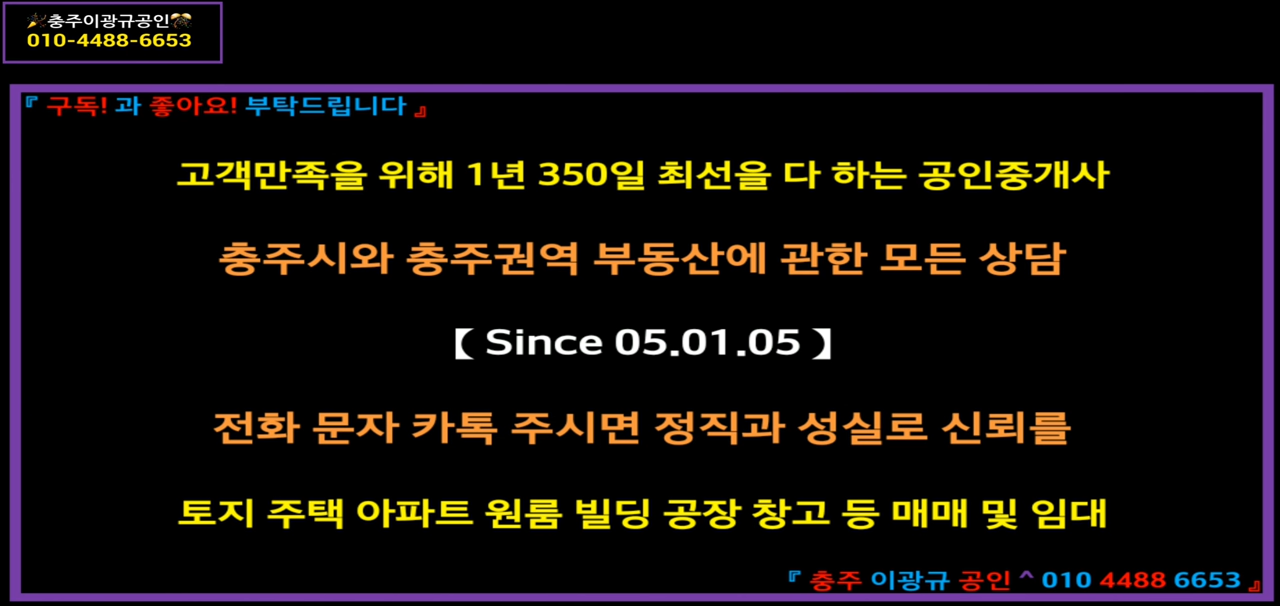 🎉충주이광규공인🎊
010-4488-6653
『 구독! 과 좋아요! 부탁드립니다 』
고객만족을 위해 1년 350일 최선을 다 하는 공인중개사
충주시와 충주권역 부동산에 관한 모든 상담
【 Since 05.01.05 】
전화 문자 카톡 주시면 정직과 성실로 신뢰를
토지 주택 아파트 원룸 빌딩 공장 창고 등 매매 및 임대
『 충주 이광규 공인 ^ 010 4488 6653 』